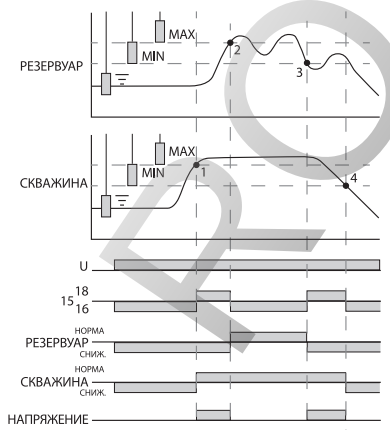 MAX
MIN
2
3
РЕЗЕРВУАР
MAX
MIN
1
4
СКВАЖИНА
U
18
15
16
НОРМА
РЕЗЕРВУАР
СНИЖ.
НОРМА
СКВАЖИНА
СНИЖ.
НАПРЯЖЕНИЕ